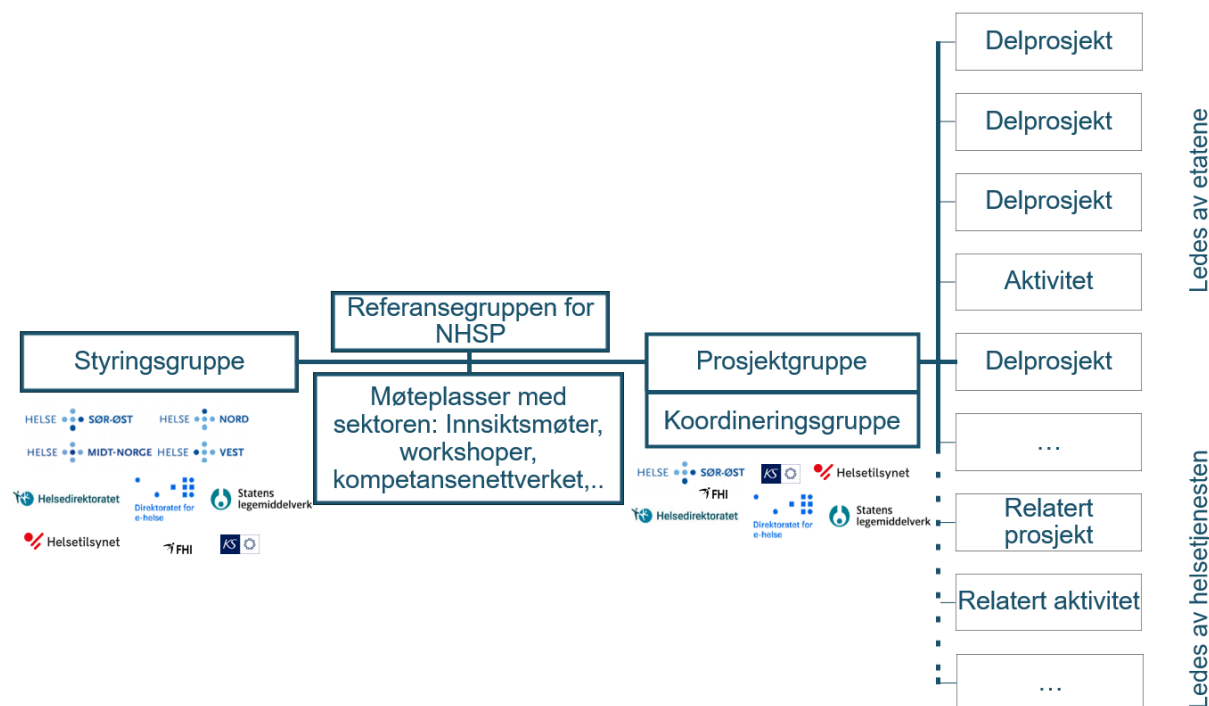 Styringsgruppe
HELSE SØR-ØST
HELSE NORD
HELSE MIDT-NORGE
HELSE VEST
Helsedirektoratet
Direktoratet for
e-helse
Statens
legemiddelverk
Helsetilsynet
FHI
KS
Referansegruppen for
NHSP
Møteplasser med
sektoren: Innsiktsmøter,
workshoper,
kompetansenettverket,..
Prosjektgruppe
Koordineringsgruppe
HELSE SØR-ØST
KS
Helsetilsynet
FHI
Helsedirektoratet
Direktoratet for
e-helse
Statens
legemiddelverk
Delprosjekt
Delprosjekt
Delprosjekt
Aktivitet
Delprosjekt
...
Relatert
prosjekt
Relatert aktivitet
...
Ledes av etatene
Ledes av helsetjenesten